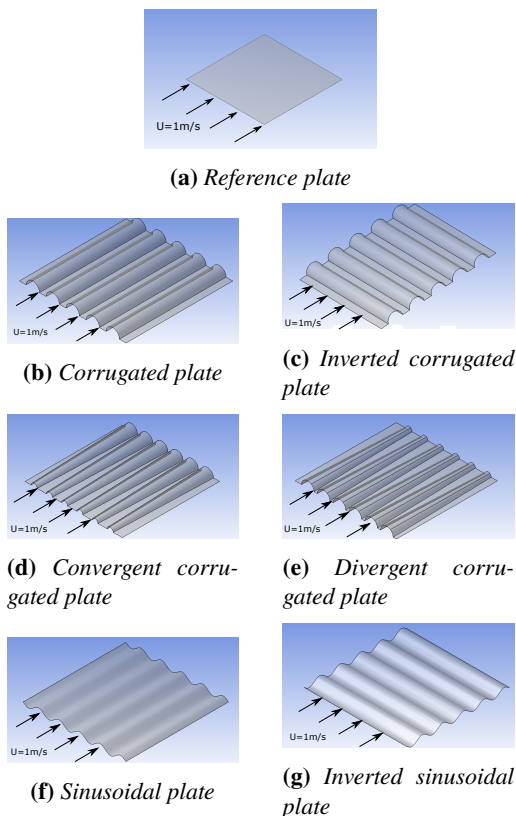 U=1m/s
(a) Reference plate
U=1m/s
U=1m/s
(b) Corrugated plate
(c) Inverted corrugated
plate
U=1m/s
U=1m/s
(d) Convergent corru-
gated plate
(e) Divergent corru-
gated plate
U=1m/s
U=1m/s
(f) Sinusoidal plate
(g) Inverted sinusoidal
plate